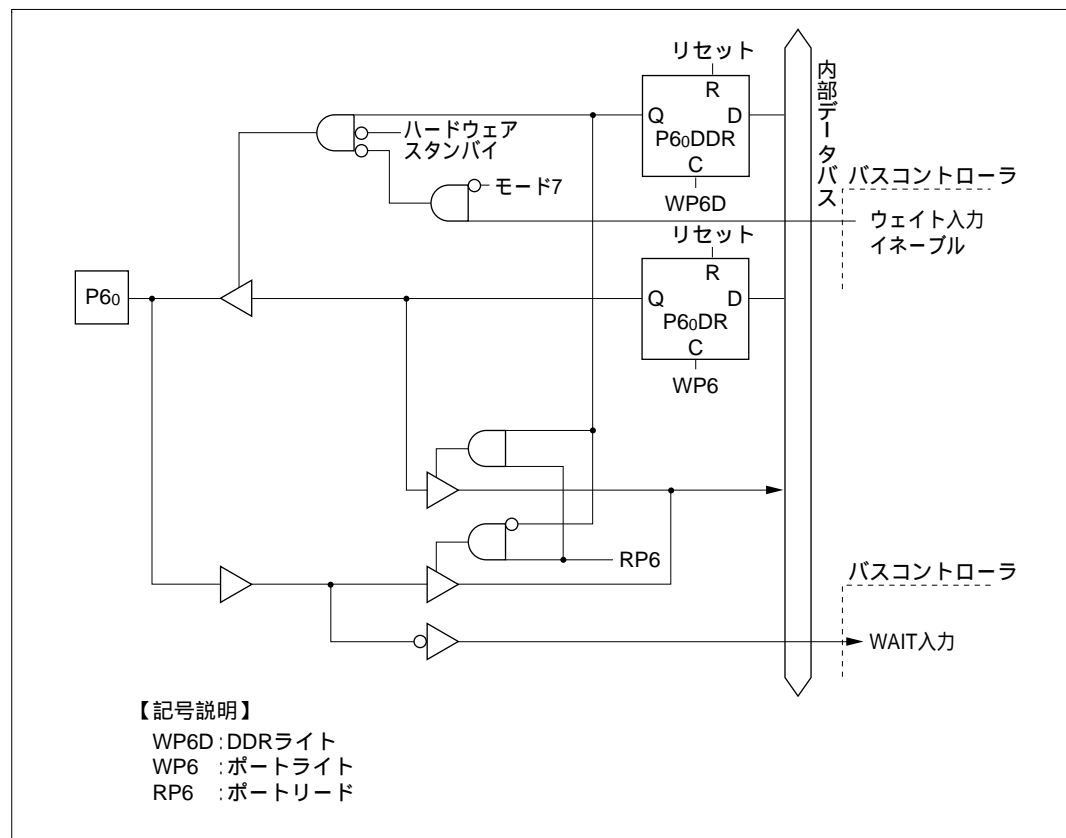 リセット
R
Q D
P6₀DDR
C
WP6D
内部データバス
ハードウェア
スタンバイ
モード7
バスコントローラ
ウェイト入力
イネーブル
リセット
R
Q D
P6₀DR
C
WP6
P6₀
RP6
バスコントローラ
WAIT入力
【記号説明】
WP6D:DDRライト
WP6 :ポートライト
RP6 :ポートリード